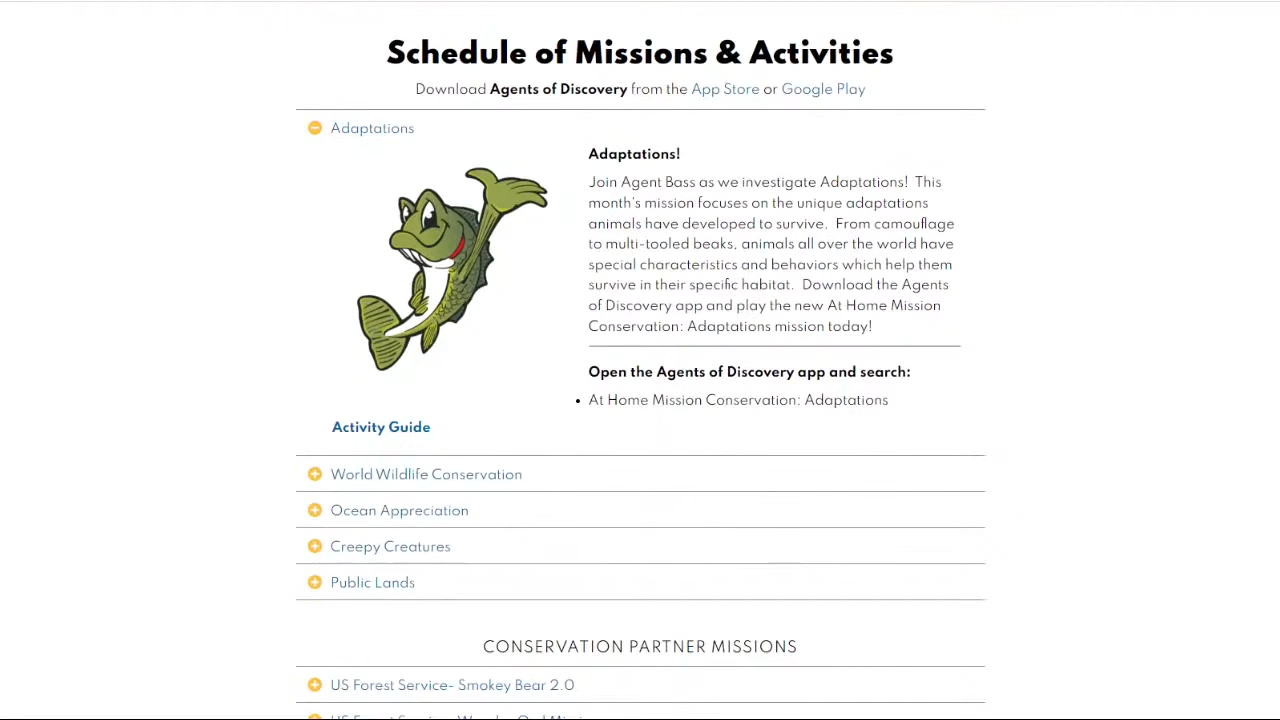 Schedule of Missions & Activities
Download Agents of Discovery from the App Store or Google Play
Adaptations
Adaptations!
Join Agent Bass as we investigate Adaptations! This
month's mission focuses on the unique adaptations
animals have developed to survive. From camouflage
to multi-tooled beaks, animals all over the world have
special characteristics and behaviors which help them
survive in their specific habitat. Download the Agents
of Discovery app and play the new At Home Mission
Conservation: Adaptations mission today!
Open the Agents of Discovery app and search:
• At Home Mission Conservation: Adaptations
Activity Guide
World Wildlife Conservation
Ocean Appreciation
Creepy Creatures
Public Lands
CONSERVATION PARTNER MISSIONS
US Forest Service- Smokey Bear 2.0
US Forest Service- Woodsy Owl